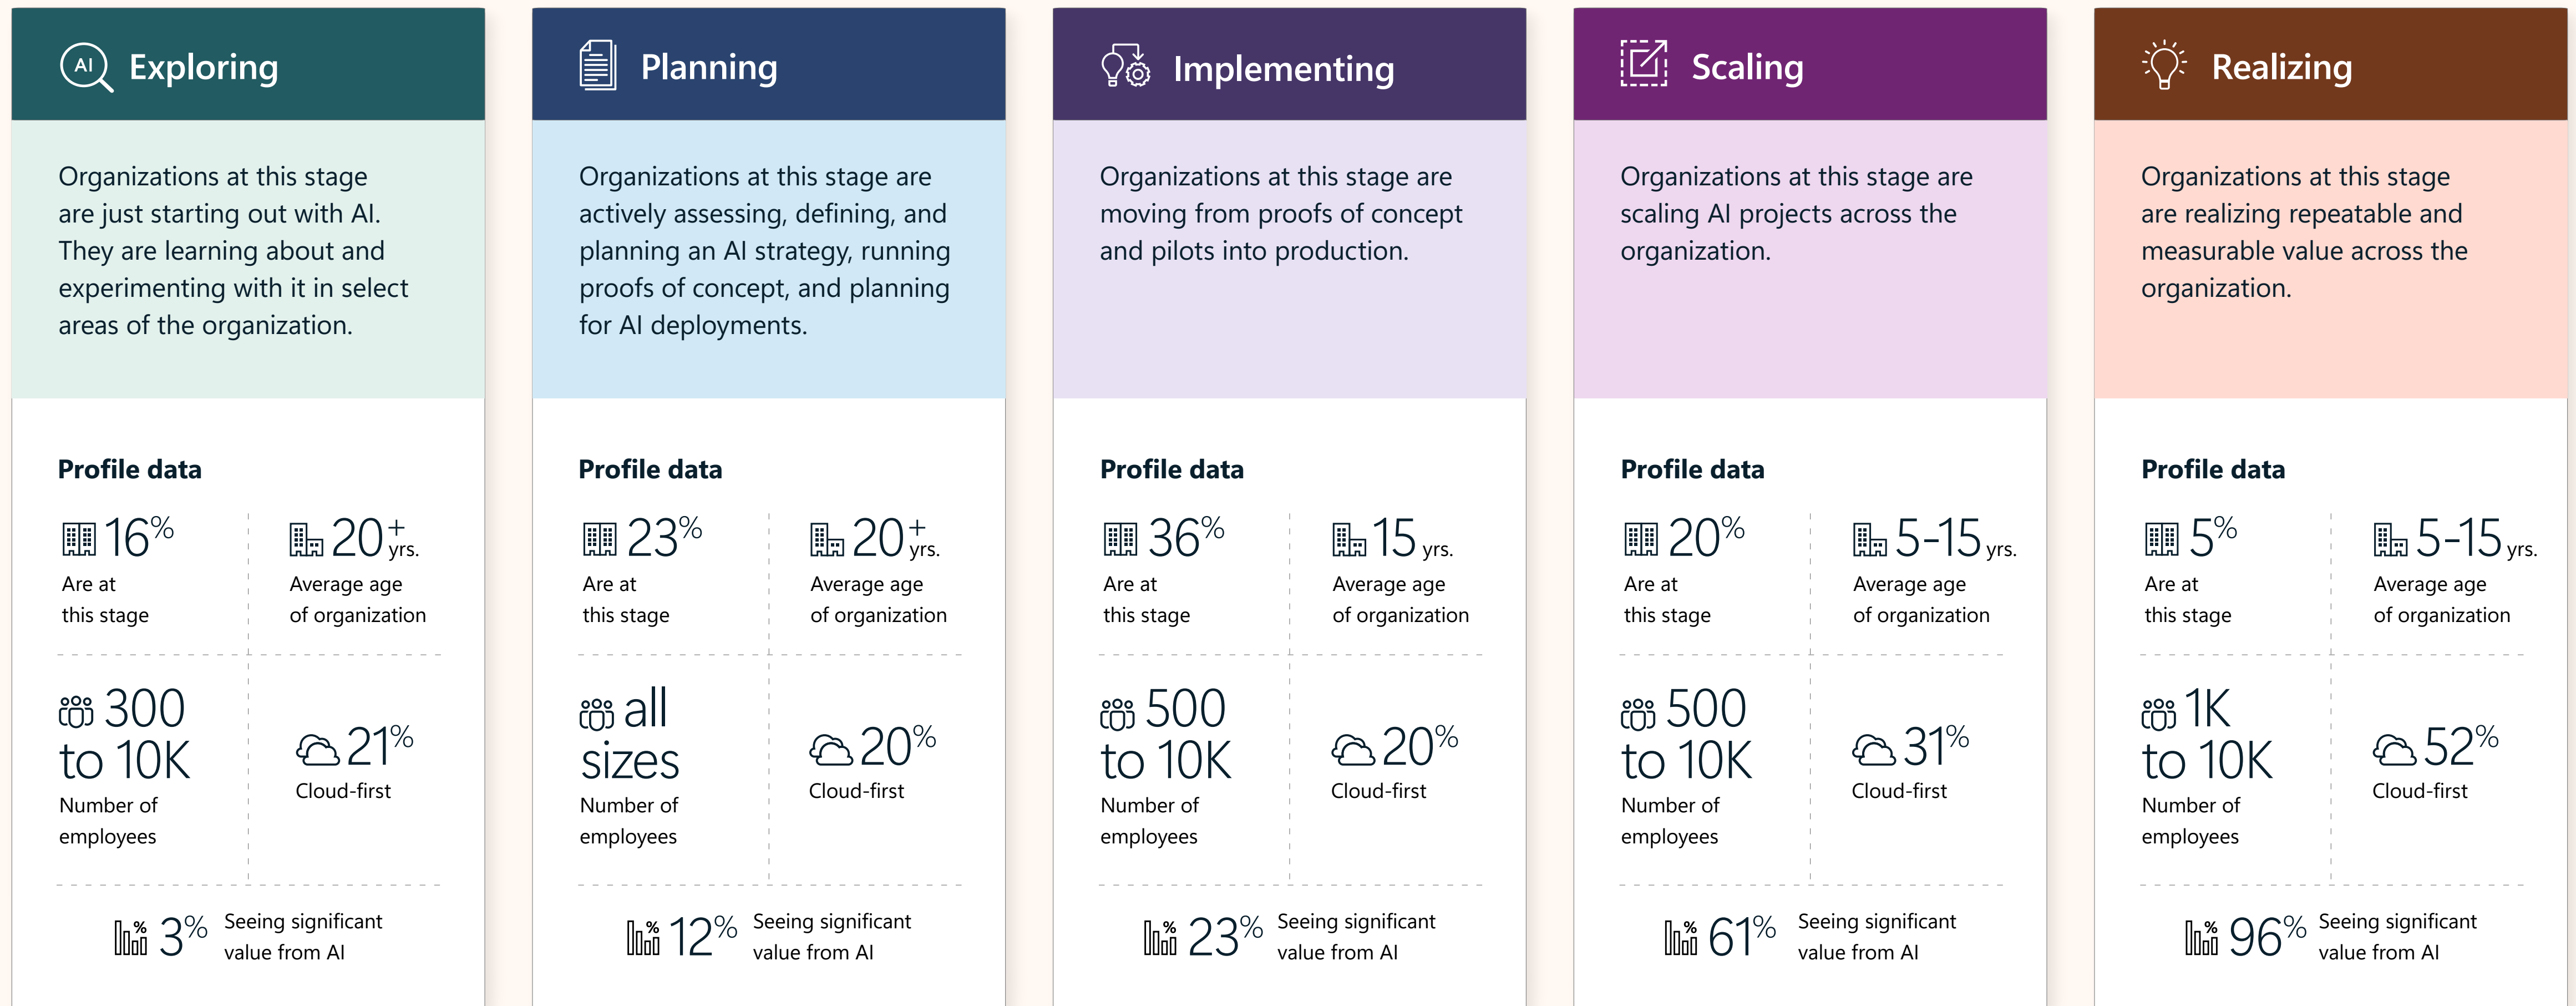 AI Exploring
Organizations at this stage
are just starting out with AI.
They are learning about and
experimenting with it in select
areas of the organization.
Profile data
16%
Are at
this stage
20+ yrs.
Average age
of organization
300
to 10K
Number of
employees
21%
Cloud-first
% 3%
Seeing significant
value from AI
Planning
Organizations at this stage are
actively assessing, defining, and
planning an AI strategy, running
proofs of concept, and planning
for AI deployments.
Profile data
23%
Are at
this stage
20+ yrs.
Average age
of organization
all
sizes
Number of
employees
20%
Cloud-first
% 12%
Seeing significant
value from AI
Implementing
Organizations at this stage are
moving from proofs of concept
and pilots into production.
Profile data
36%
Are at
this stage
15 yrs.
Average age
of organization
500
to 10K
Number of
employees
20%
Cloud-first
% 23%
Seeing significant
value from AI
Scaling
Organizations at this stage are
scaling AI projects across the
organization.
Profile data
20%
Are at
this stage
5-15 yrs.
Average age
of organization
500
to 10K
Number of
employees
31%
Cloud-first
% 61%
Seeing significant
value from AI
Realizing
Organizations at this stage
are realizing repeatable and
measurable value across the
organization.
Profile data
5%
Are at
this stage
5-15 yrs.
Average age
of organization
1K
to 10K
Number of
employees
52%
Cloud-first
% 96%
Seeing significant
value from AI